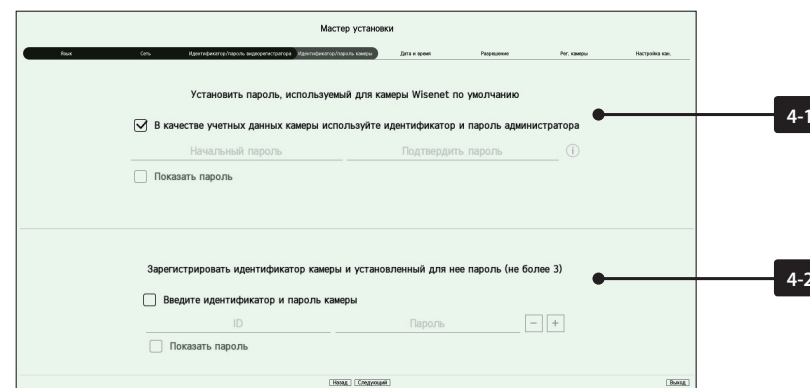 Мастер установки
Язык Сеть Идентификатор/пароль видеорегистратора Идентификатор/пароль камеры Дата и время Разрешение Рег. камеры Настройка кан.
Установить пароль, используемый для камеры Wisenet по умолчанию
В качестве учетных данных камеры используйте идентификатор и пароль администратора
4-1
Начальный пароль Подтвердить пароль
Показать пароль
Зарегистрировать идентификатор камеры и установленный для нее пароль (не более 3)
4-2
Введите идентификатор и пароль камеры
ID Пароль − +
Показать пароль
Назад Следующий Выход